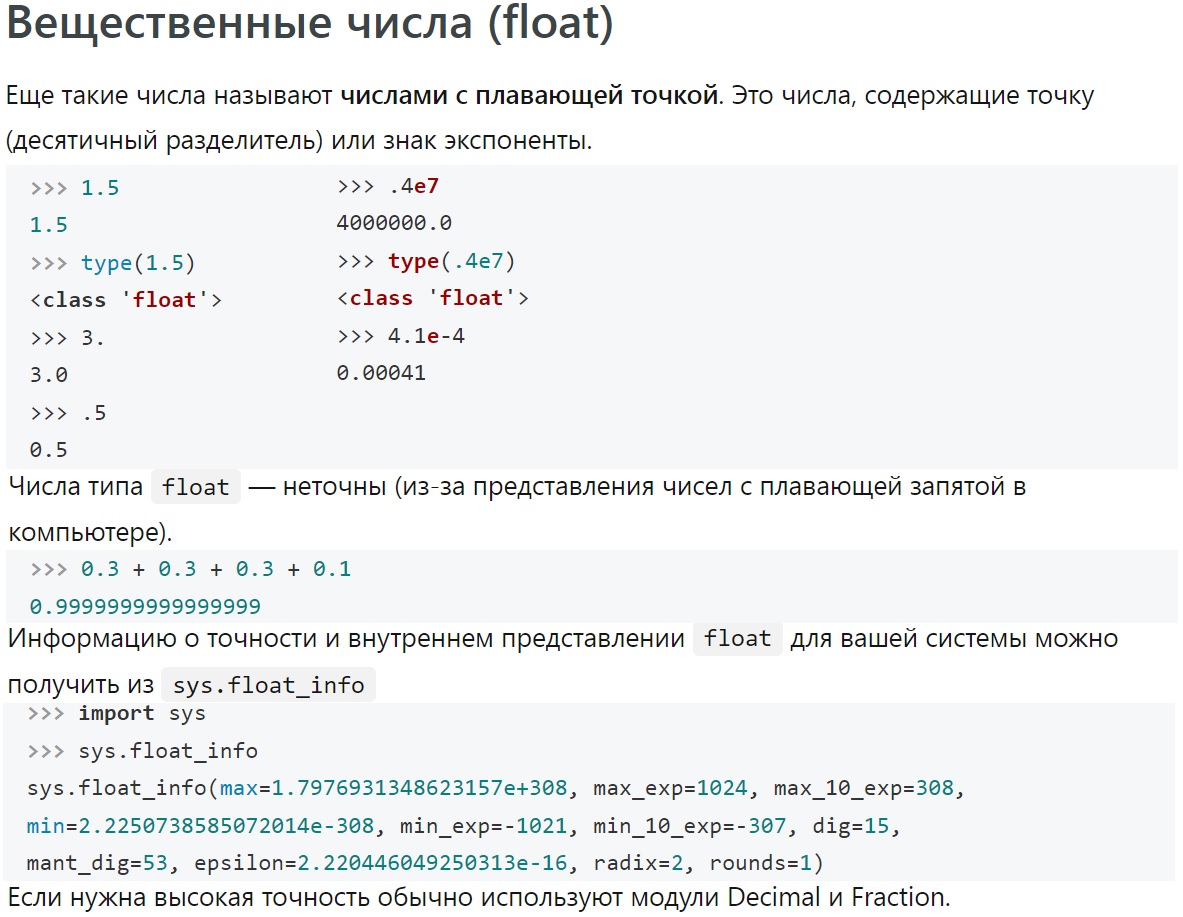 Вещественные числа (float)
Еще такие числа называют числами с плавающей точкой. Это числа, содержащие точку
(десятичный разделитель) или знак экспоненты.
>>> 1.5
1.5
>>> type(1.5)
<class 'float'>
>>> 3.
3.0
>>> .5
0.5
>>> .4e7
4000000.0
>>> type(.4e7)
<class 'float'>
>>> 4.1e-4
0.00041
Числа типа float — неточны (из-за представления чисел с плавающей запятой в
компьютере).
>>> 0.3 + 0.3 + 0.3 + 0.1
0.9999999999999999
Информацию о точности и внутреннем представлении float для вашей системы можно
получить из sys.float_info
>>> import sys
>>> sys.float_info
sys.float_info(max=1.7976931348623157e+308, max_exp=1024, max_10_exp=308,
min=2.2250738585072014e-308, min_exp=-1021, min_10_exp=-307, dig=15,
mant_dig=53, epsilon=2.220446049250313e-16, radix=2, rounds=1)
Если нужна высокая точность обычно используют модули Decimal и Fraction.